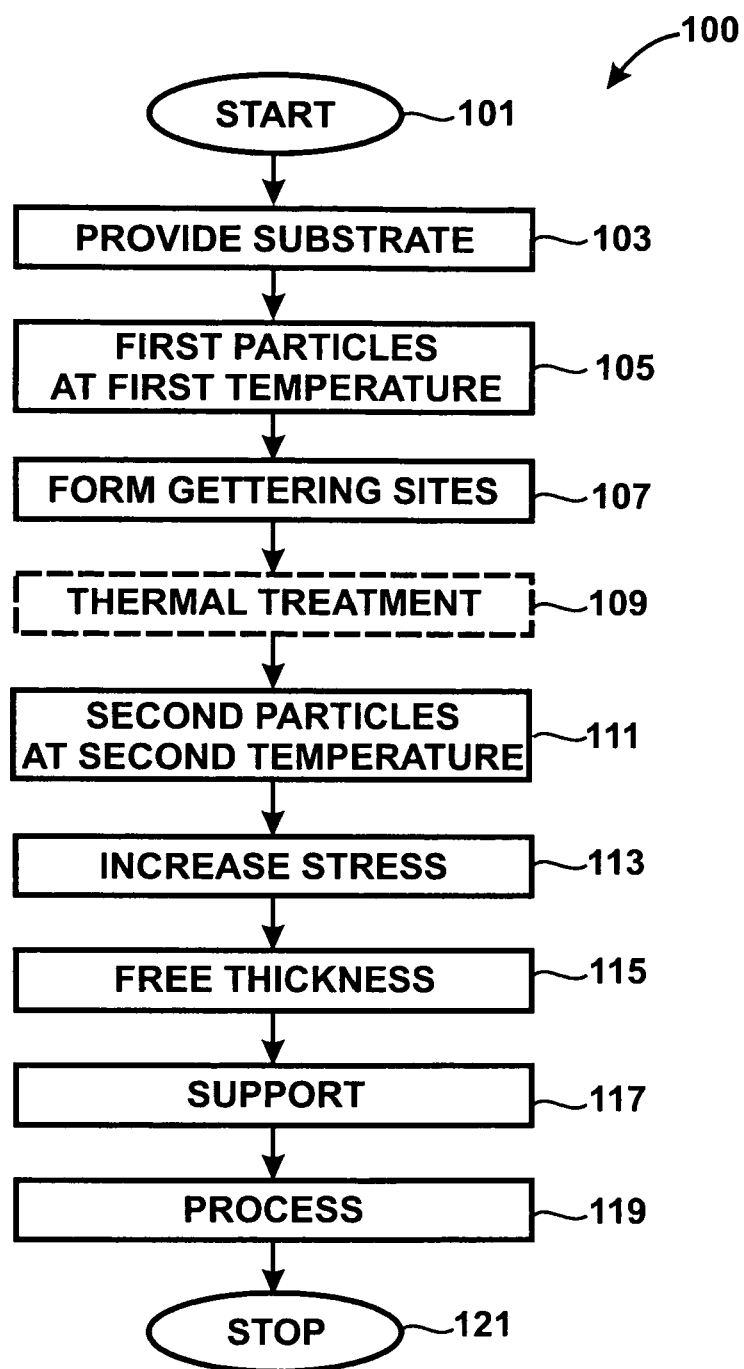 100
START
101
PROVIDE SUBSTRATE
103
FIRST PARTICLES
AT FIRST TEMPERATURE
105
FORM GETTERING SITES
107
THERMAL TREATMENT
109
SECOND PARTICLES
AT SECOND TEMPERATURE
111
INCREASE STRESS
113
FREE THICKNESS
115
SUPPORT
117
PROCESS
119
STOP
121